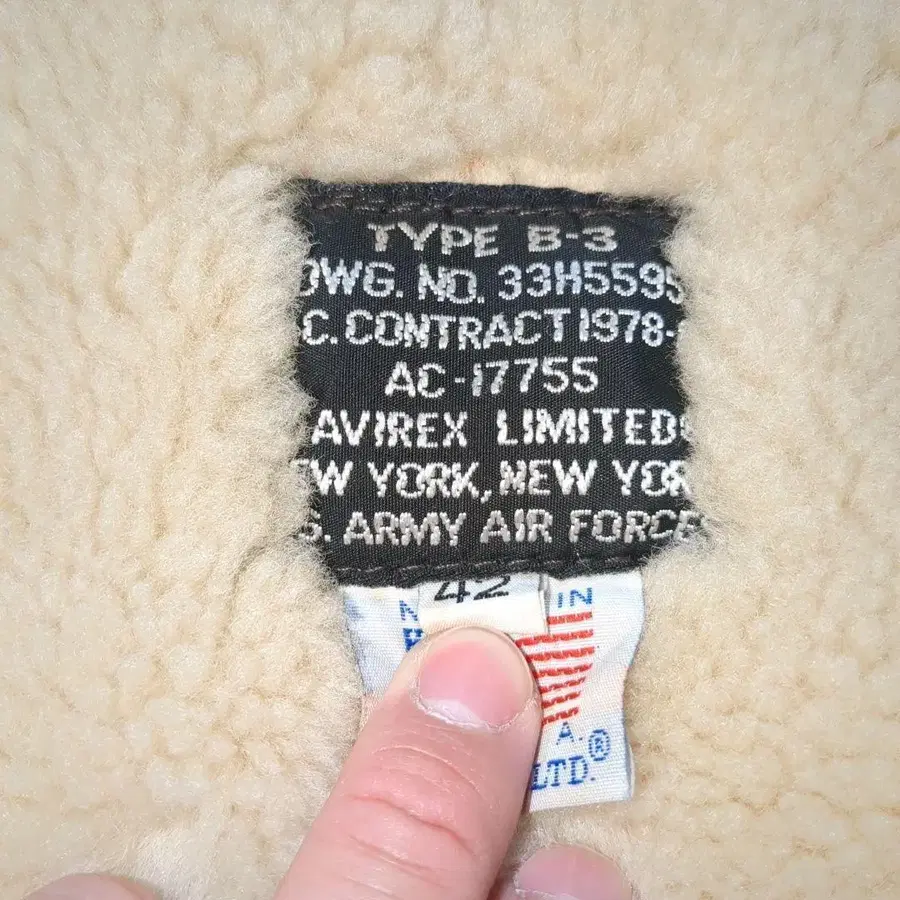 TYPE B-3
DWG. NO. 33H5595
C. CONTRACT 1978-
AC-17755
AVIREX LIMITED
EW YORK, NEW YOR
S. ARMY AIR FORCE
42
IN
A.
LTD.®